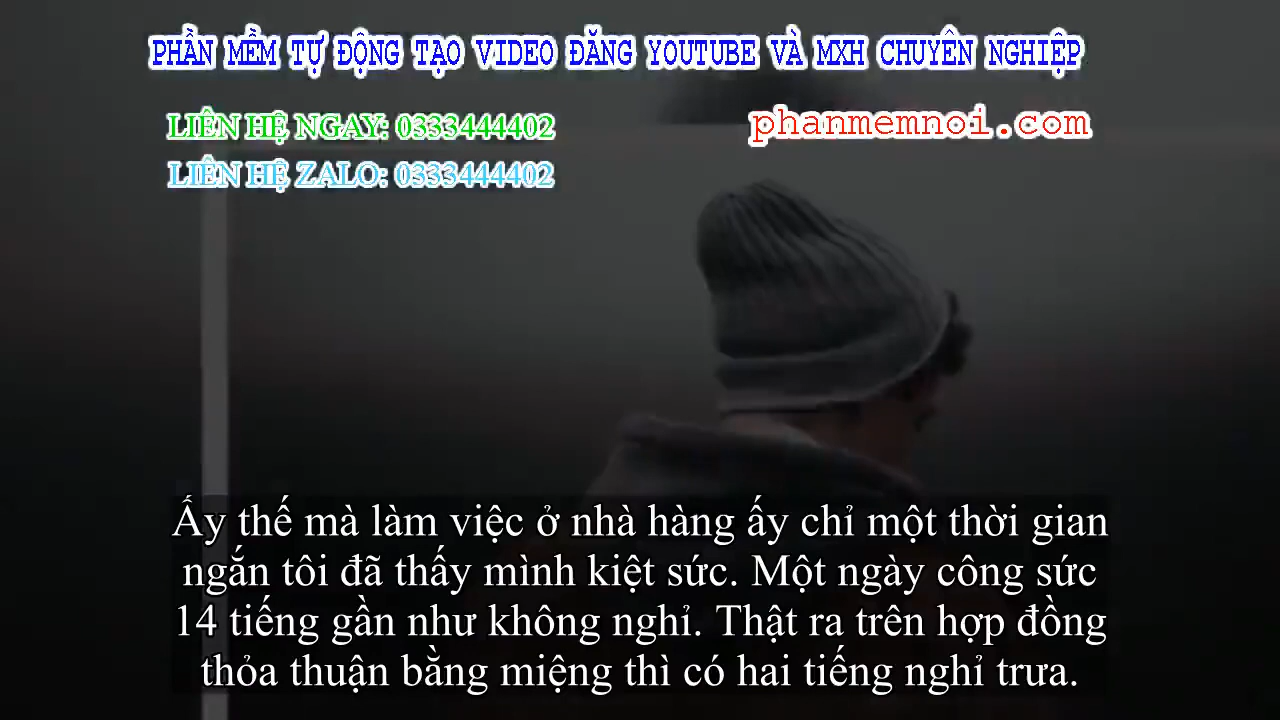 PHẦN MỀM TỰ ĐỘNG TẠO VIDEO ĐĂNG YOUTUBE VÀ MXH CHUYÊN NGHIỆP
LIÊN HỆ NGAY: 0333444402
phanmemnoi.com
LIÊN HỆ ZALO: 0333444402
Ấy thế mà làm việc ở nhà hàng ấy chỉ một thời gian
ngắn tôi đã thấy mình kiệt sức. Một ngày công sức
14 tiếng gần như không nghỉ. Thật ra trên hợp đồng
thỏa thuận bằng miệng thì có hai tiếng nghỉ trưa.